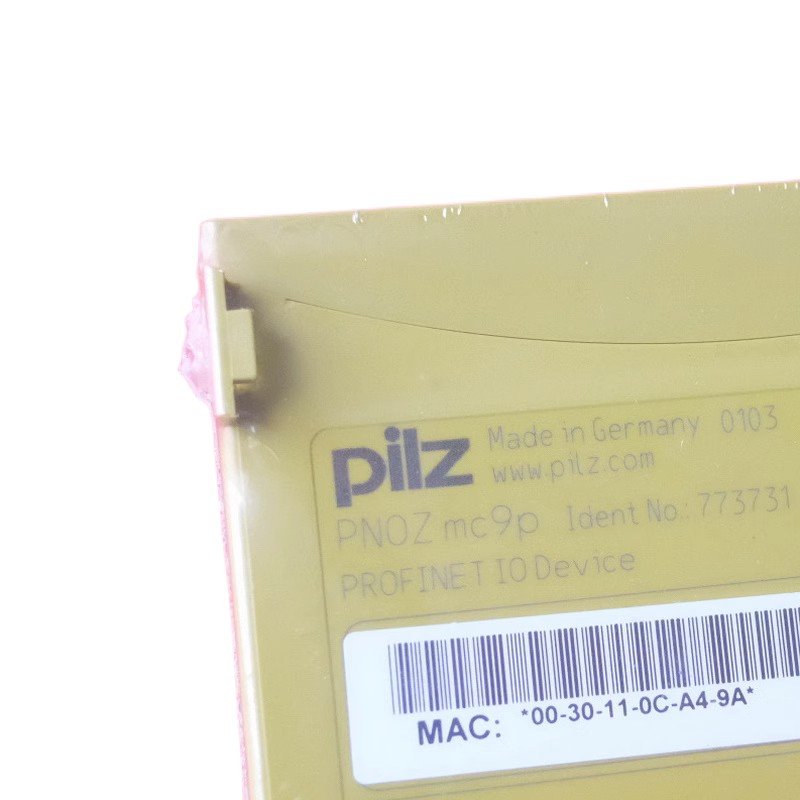 pilz Made in Germany 0103
www.pilz.com
PNOZ mc9p Ident No.: 773731
PROFINET IO Device
MAC: *00-30-11-0C-A4-9A*